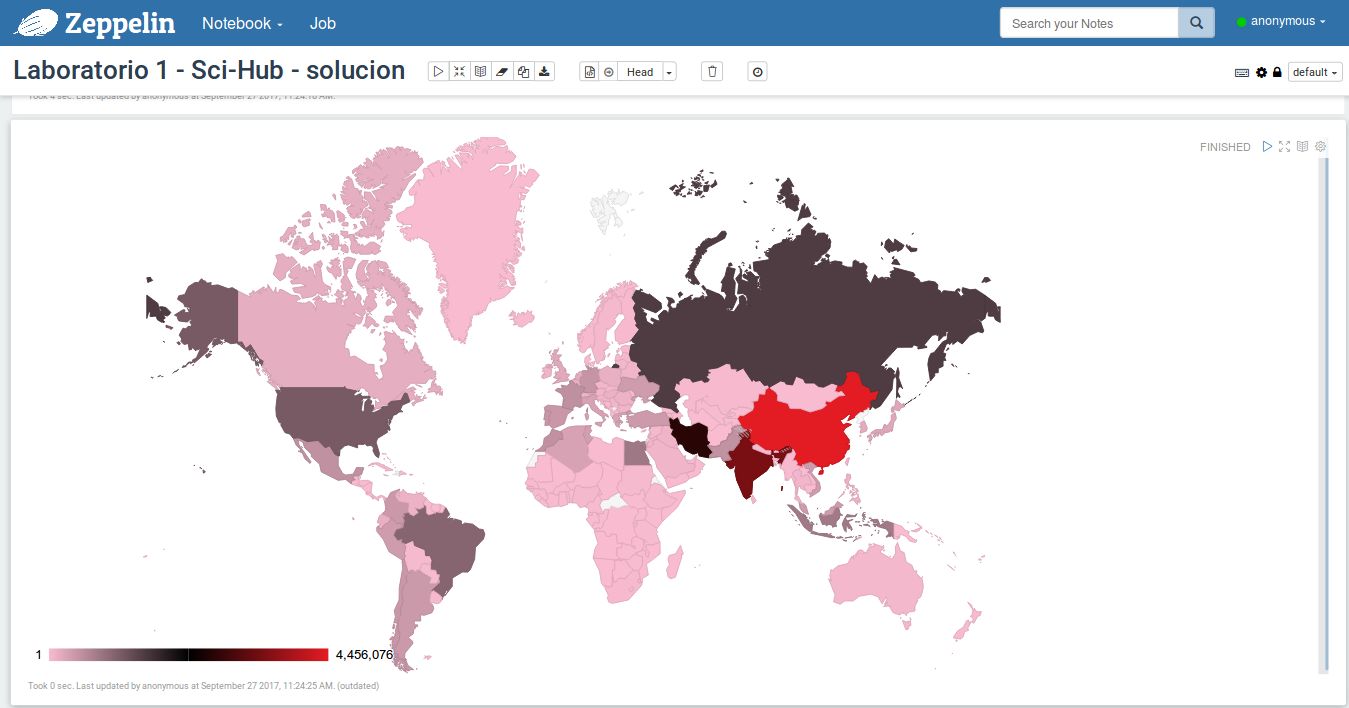 Zeppelin Notebook Job Search your Notes anonymous
Laboratorio 1 - Sci-Hub - solucion Head default
Took 4 sec. Last updated by anonymous at September 27 2017, 11:24:16 AM.
FINISHED
1 4,456,076
Took 0 sec. Last updated by anonymous at September 27 2017, 11:24:25 AM. (outdated)